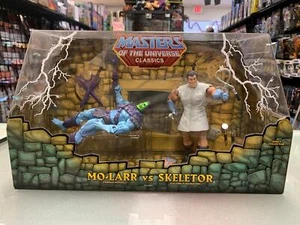 MASTERS
OF THE UNIVERSE
CLASSICS
MO-LARR vs SKELETOR